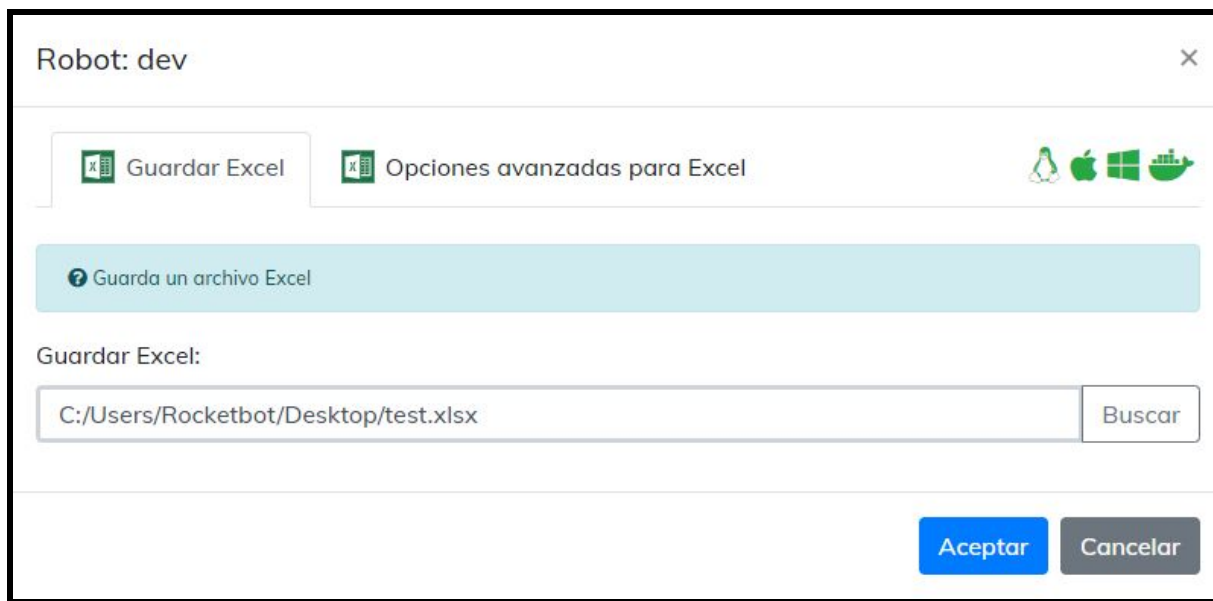 Robot: dev
×
Guardar Excel
Opciones avanzadas para Excel
Guarda un archivo Excel
Guardar Excel:
C:/Users/Rocketbot/Desktop/test.xlsx
Buscar
Aceptar
Cancelar